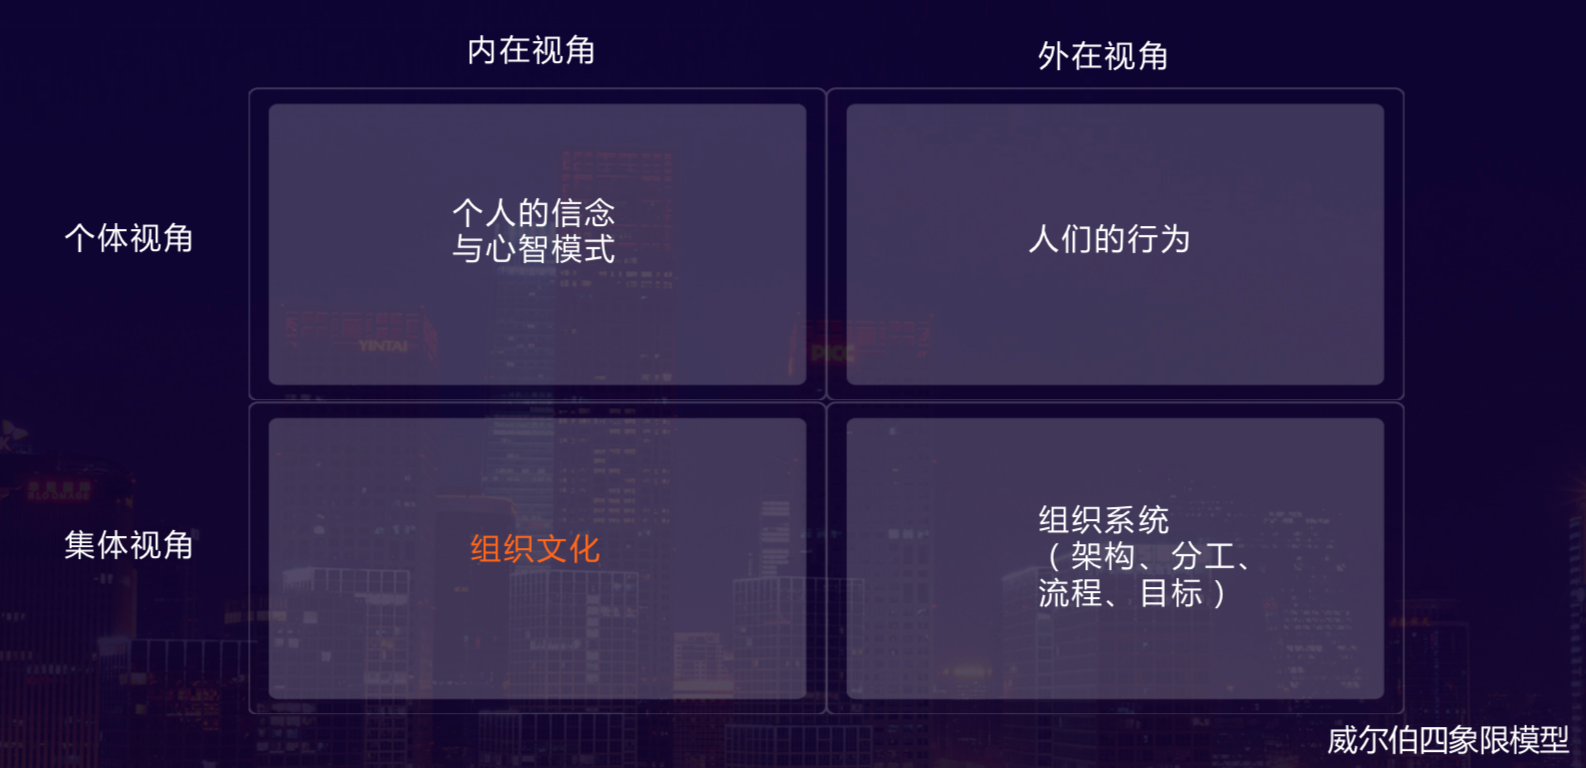 内在视角
外在视角
个体视角
个人的信念
与心智模式
人们的行为
YINTAI
PICC
集体视角
组织文化
组织系统
（架构、分工、
流程、目标）
威尔伯四象限模型